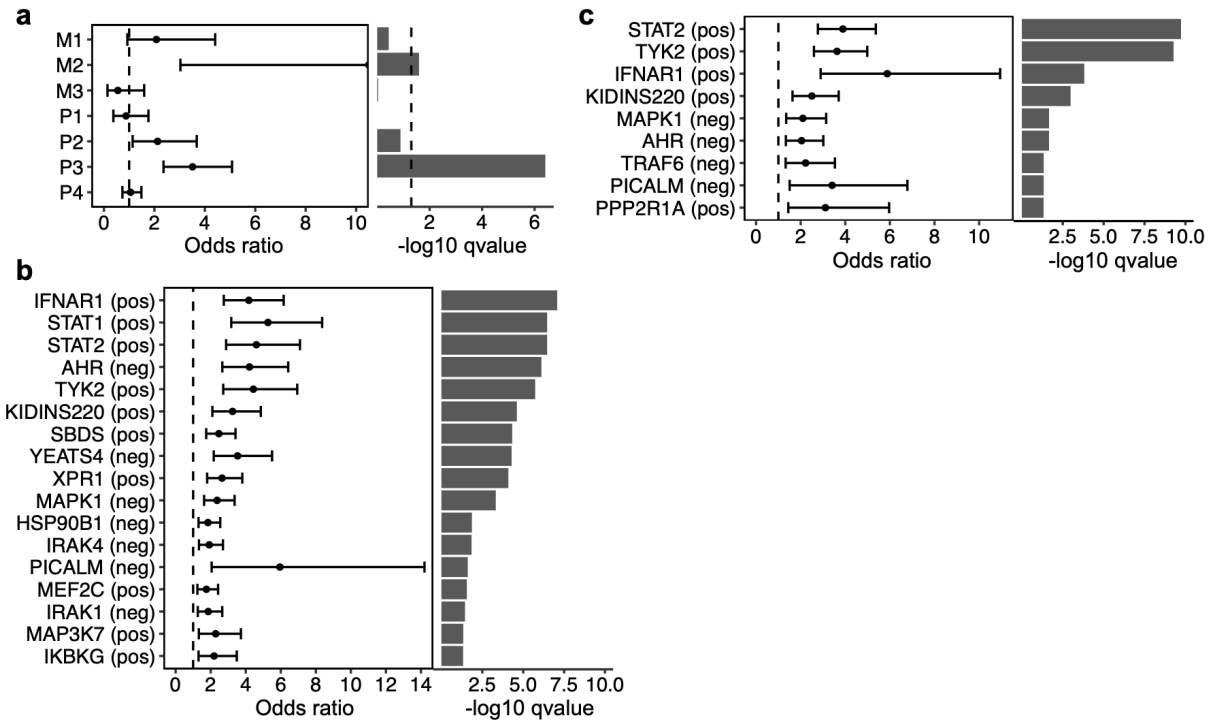 a
M1
M2
M3
P1
P2
P3
P4
0 2 4 6 8 10
Odds ratio
2 4 6
-log10 qvalue
b
IFNAR1 (pos)
STAT1 (pos)
STAT2 (pos)
AHR (neg)
TYK2 (pos)
KIDINS220 (pos)
SBDS (pos)
YEATS4 (neg)
XPR1 (pos)
MAPK1 (neg)
HSP90B1 (neg)
IRAK4 (neg)
PICALM (neg)
MEF2C (pos)
IRAK1 (neg)
MAP3K7 (pos)
IKBKG (pos)
0 2 4 6 8 10 12 14
Odds ratio
2.5 5.0 7.5 10.0
-log10 qvalue
c
STAT2 (pos)
TYK2 (pos)
IFNAR1 (pos)
KIDINS220 (pos)
MAPK1 (neg)
AHR (neg)
TRAF6 (neg)
PICALM (neg)
PPP2R1A (pos)
0 2 4 6 8 10
Odds ratio
2.5 5.0 7.5 10.0
-log10 qvalue